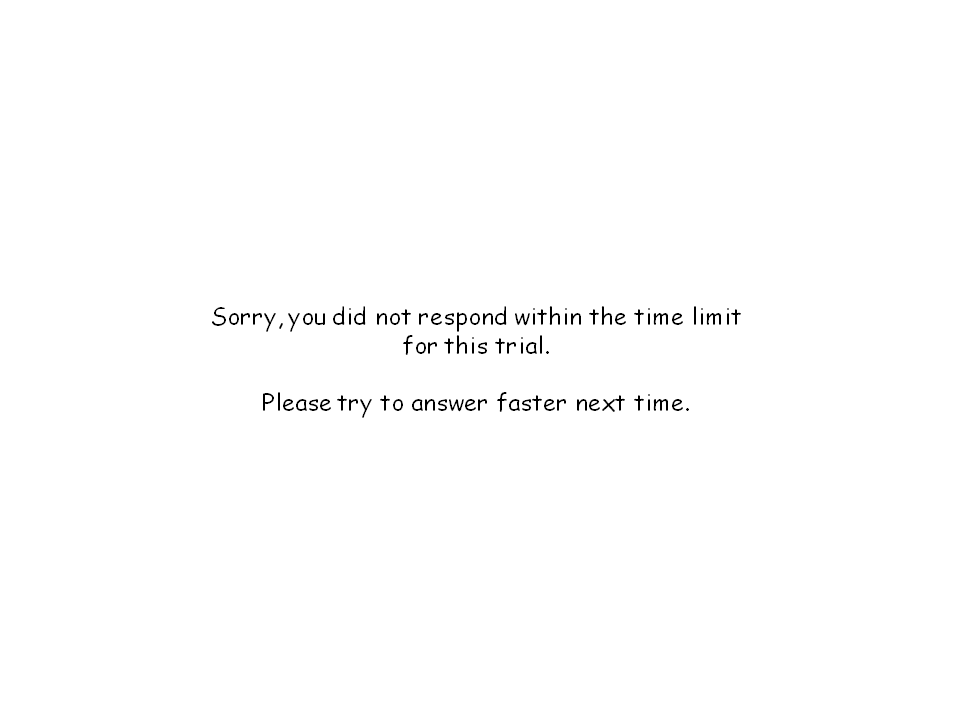 Sorry, you did not respond within the time limit
for this trial.
Please try to answer faster next time.